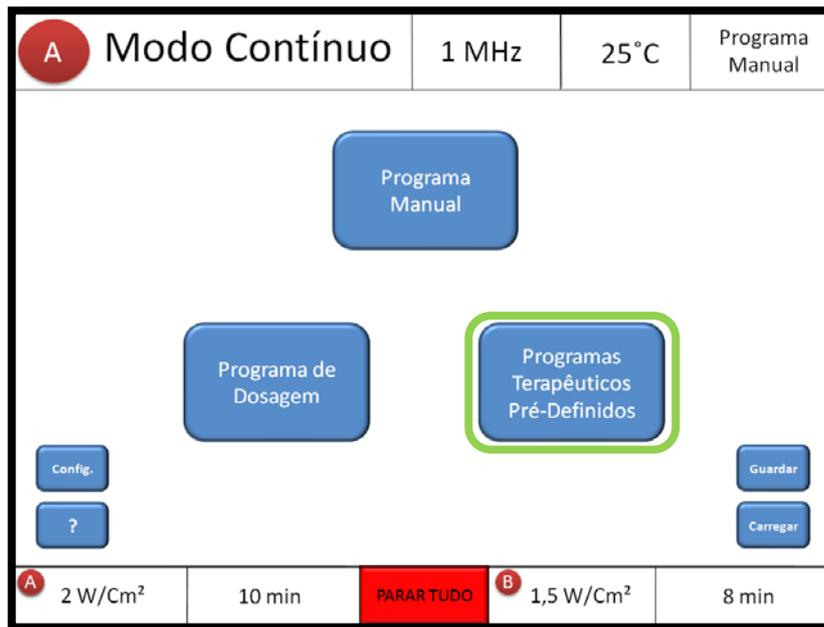 A Modo Contínuo 1 MHz 25°C Programa Manual
Programa
Manual
Programa de
Dosagem
Programas
Terapêuticos
Pré-Definidos
Config.
Guardar
?
Carregar
A 2 W/Cm² 10 min PARAR TUDO B 1,5 W/Cm² 8 min